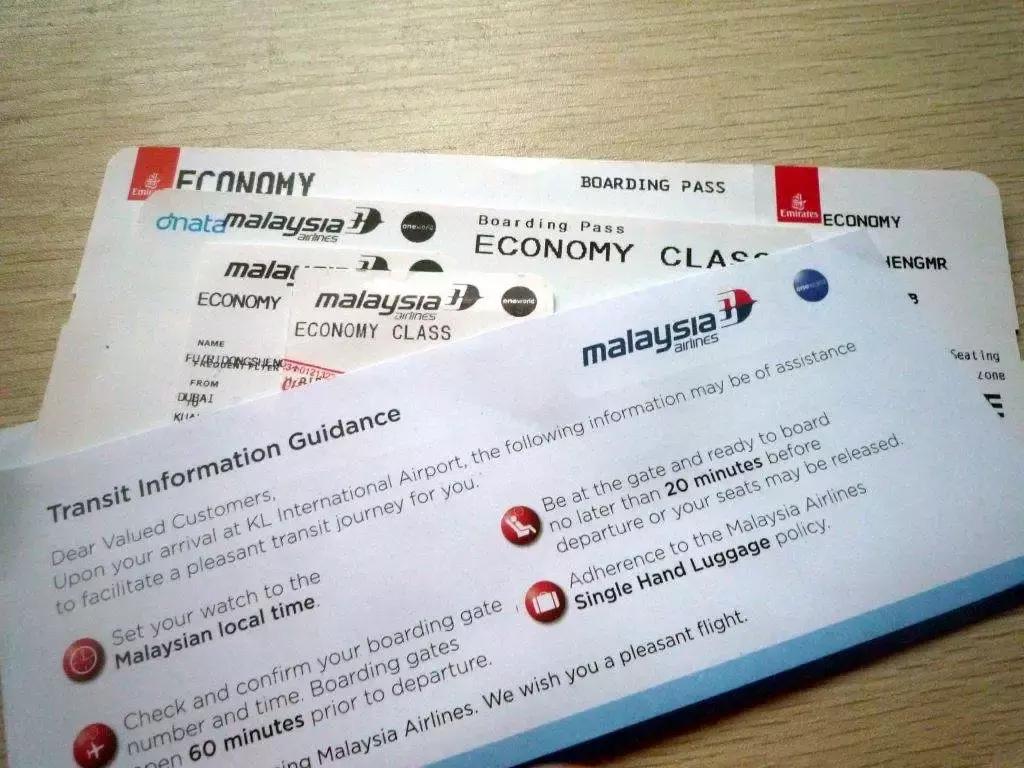 Emirates
ECONOMY
BOARDING PASS
Emirates
ECONOMY
dnata malaysia airlines
oneworld
Boarding Pass
ECONOMY CLASS
HENGMR
ECONOMY
malaysia airlines
oneworld
ECONOMY CLASS
NAME
FREQUENT FLYER
FROM
DUBAI
Seating
zone
malaysia airlines
oneworld
Transit Information Guidance
Dear Valued Customers,
Upon your arrival at KL International Airport, the following information may be of assistance
to facilitate a pleasant transit journey for you.
Set your watch to the
Malaysian local time.
Check and confirm your boarding gate
number and time. Boarding gates
open 60 minutes prior to departure.
Be at the gate and ready to board
no later than 20 minutes before
departure or your seats may be released.
Adherence to the Malaysia Airlines
Single Hand Luggage policy.
ing Malaysia Airlines. We wish you a pleasant flight.